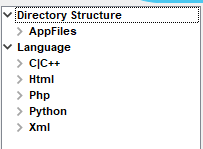 Directory Structure
AppFiles
Language
C|C++
Html
Php
Python
Xml